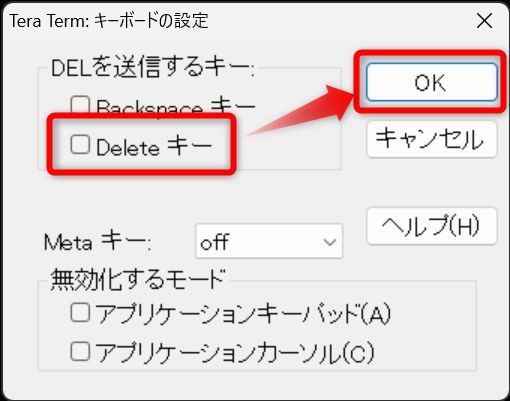 Tera Term: キーボードの設定
DELを送信するキー:
OK
Backspace キー
Delete キー
キャンセル
Meta キー:
off
ヘルプ(H)
無効化するモード
アプリケーションキーパッド(A)
アプリケーションカーソル(C)